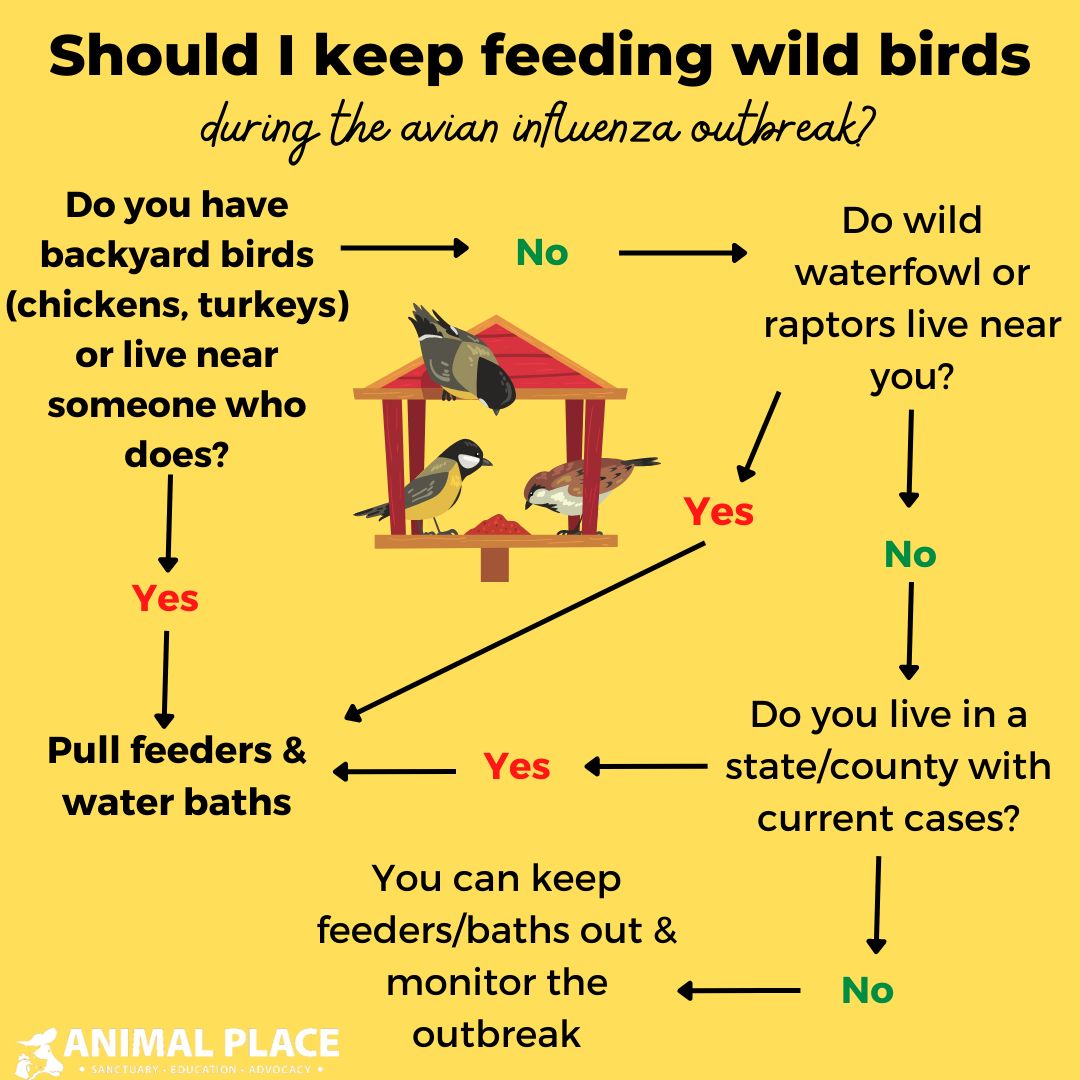 Should I keep feeding wild birds
during the avian influenza outbreak?
Do you have
backyard birds
(chickens, turkeys)
or live near
someone who
does?
No
Do wild
waterfowl or
raptors live near
you?
Yes
No
Yes
Pull feeders &
water baths
Yes
Do you live in a
state/county with
current cases?
You can keep
feeders/baths out &
monitor the
outbreak
No
ANIMAL PLACE
• SANCTUARY • EDUCATION • ADVOCACY •